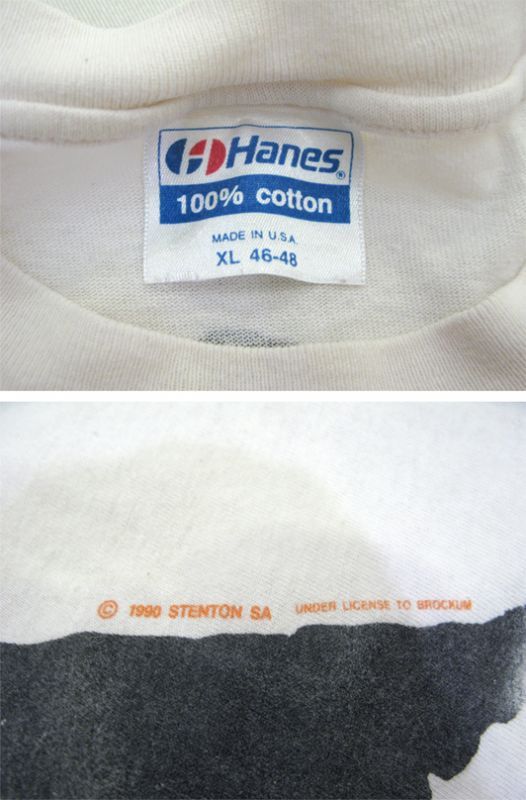 Hanes®
100% cotton
MADE IN U.S.A.
XL 46-48
© 1990 STENTON SA UNDER LICENSE TO BROCKUM